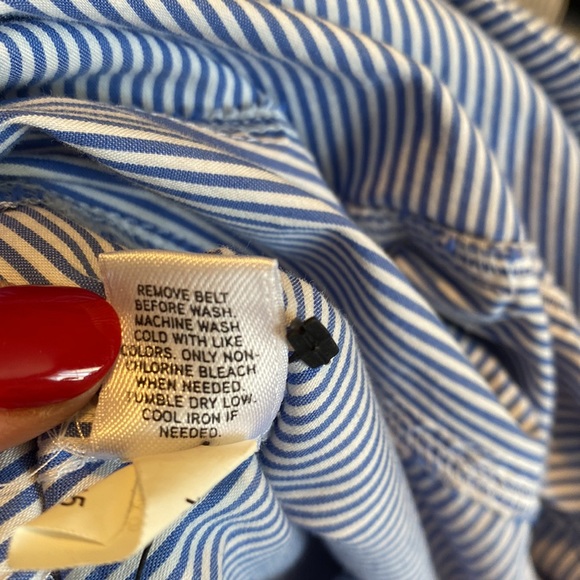 REMOVE BELT
BEFORE WASH.
MACHINE WASH
COLD WITH LIKE
COLORS. ONLY NON-
CHLORINE BLEACH
WHEN NEEDED.
TUMBLE DRY LOW.
COOL IRON IF
NEEDED.